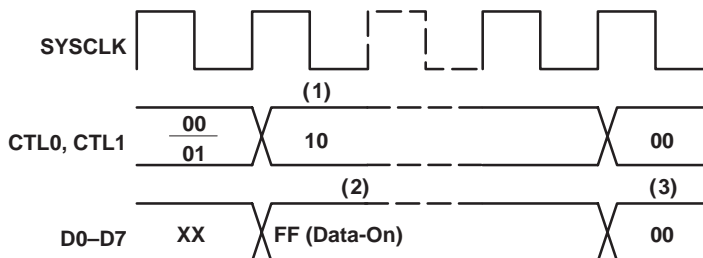 SYSCLK
(1)
CTL0, CTL1
00
01
10
00
(2)
(3)
D0–D7
XX
FF (Data-On)
00